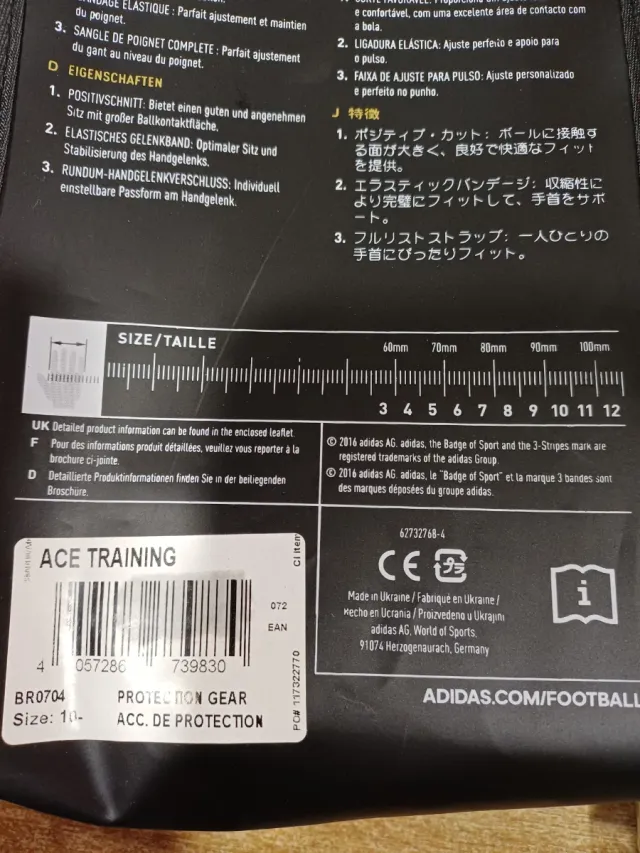 BANDAGE ÉLASTIQUE : Parfait ajustement et maintien
du poignet.
3. SANGLE DE POIGNET COMPLETE : Parfait ajustement
du gant au niveau du poignet.
D EIGENSCHAFTEN
1. POSITIVSCHNITT: Bietet einen guten und angenehmen
Sitz mit großer Ballkontaktfläche.
2. ELASTISCHES GELENKBAND: Optimaler Sitz und
Stabilisierung des Handgelenks.
3. RUNDUM-HANDGELENKVERSCHLUSS: Individuell
einstellbare Passform am Handgelenk.
e confortável, com uma excelente área de contacto com
a bola.
2. LIGADURA ELÁSTICA: Ajuste perfeito e apoio para
o pulso.
3. FAIXA DE AJUSTE PARA PULSO: Ajuste personalizado
e perfeito no punho.
J 特徴
1. ポジティブ・カット: ボールに接触す
る面が大きく、良好で快適なフィット
を提供。
2. エラスティックバンデージ: 収縮性に
より完璧にフィットして、手首をサポ
ート。
3. フルリストストラップ: 一人ひとりの
手首にぴったりフィット。
SIZE/TAILLE
60mm 70mm 80mm 90mm 100mm
3 4 5 6 7 8 9 10 11 12
UK Detailed product information can be found in the enclosed leaflet.
F Pour des informations produit détaillées, veuillez vous reporter à la
brochure ci-jointe.
D Detaillierte Produktinformationen finden Sie in der beiliegenden
Broschüre.
© 2016 adidas AG. adidas, the Badge of Sport and the 3-Stripes mark are
registered trademarks of the adidas Group.
© 2016 adidas AG. adidas, le "Badge of Sport" et la marque 3 bandes sont
des marques déposées du groupe adidas.
ACE TRAINING
CI Item
072
EAN
4 057286 739830
PO# 117322770
BR0704 PROTECTION GEAR
Size: 10- ACC. DE PROTECTION
62732768-4
CE プラ
Made in Ukraine / Fabriqué en Ukraine /
Hecho en Ucrania / Proizvedeno u Ukrajini
adidas AG, World of Sports,
91074 Herzogenaurach, Germany
i
ADIDAS.COM/FOOTBALL